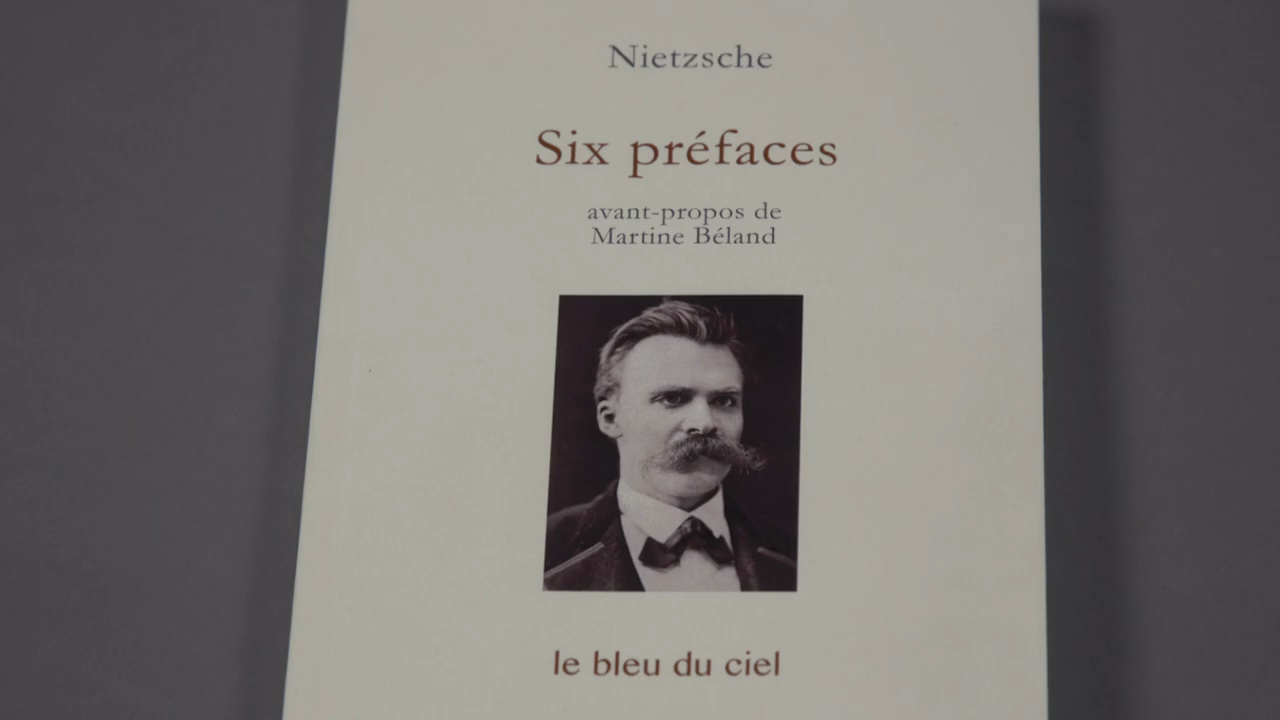 Nietzsche
Six préfaces
avant-propos de
Martine Béland
le bleu du ciel